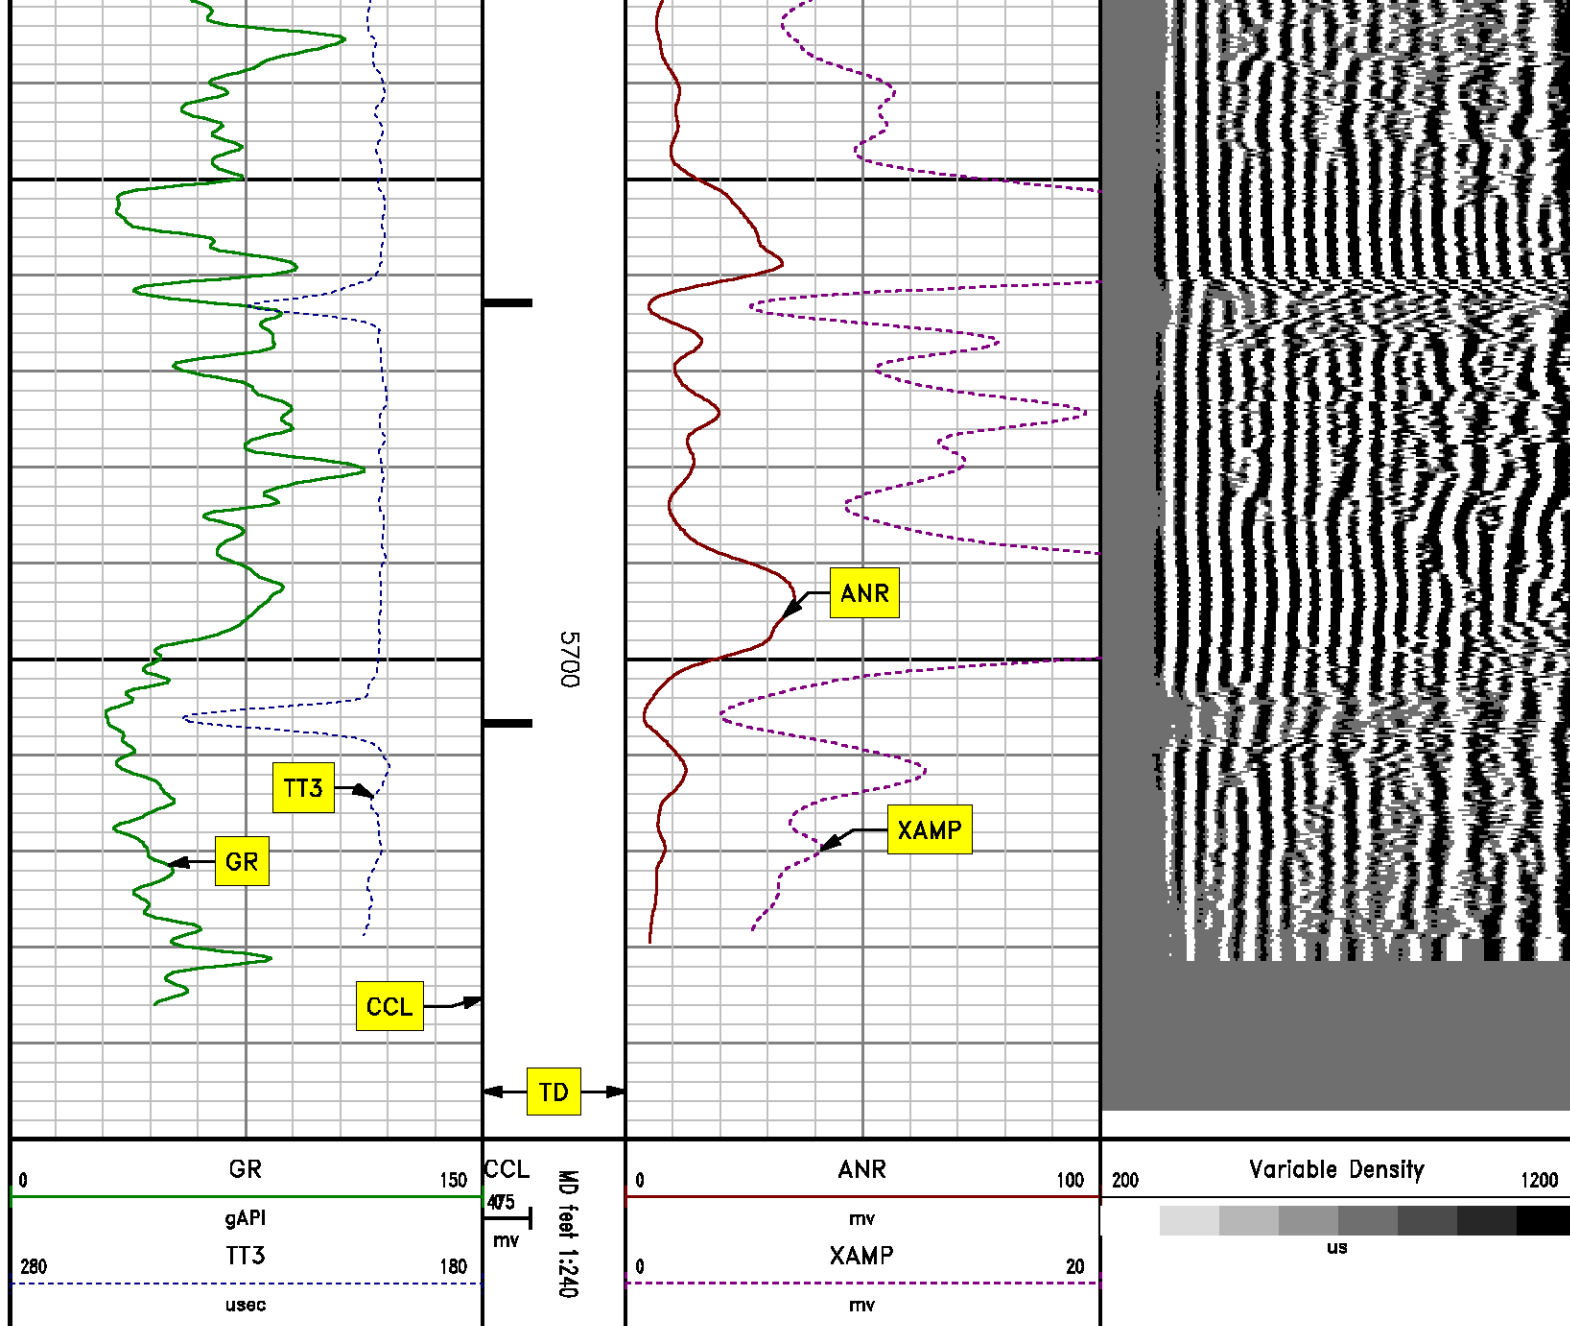 ANR
5700
TT3
XAMP
GR
CCL
TD
GR
0 150
gAPI
TT3
280 180
usec
CCL
mv
MD feet 1:240
ANR
0 100
mv
XAMP
0 20
mv
Variable Density
200 1200
us